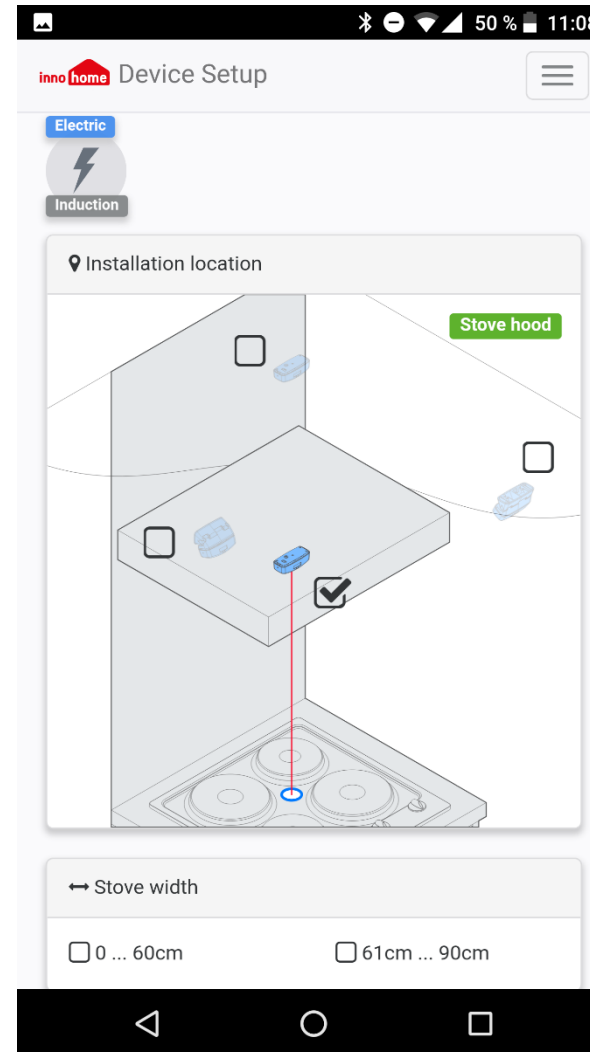 50 % 11:08
inno home Device Setup
Electric
Induction
Installation location
Stove hood
Stove width
0 ... 60cm
61cm ... 90cm